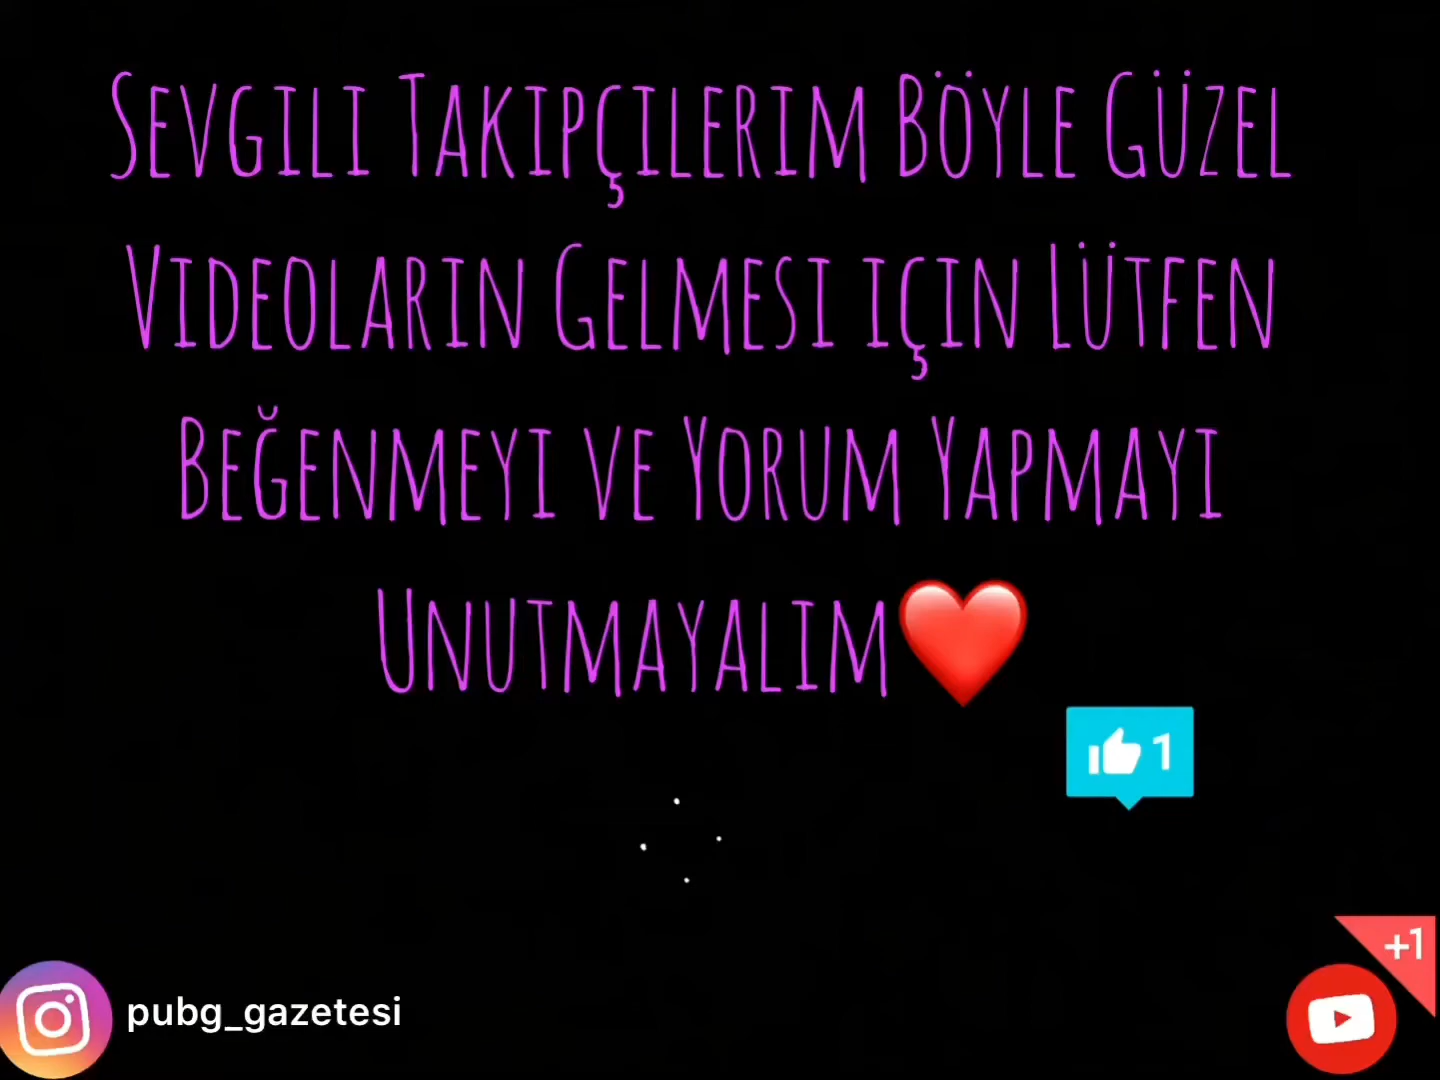 Sevgili Takipçilerim Böyle Güzel
Videoların Gelmesi için Lütfen
Beğenmeyi ve Yorum Yapmayı
Unutmayalım❤️
1
+1
pubg_gazetesi